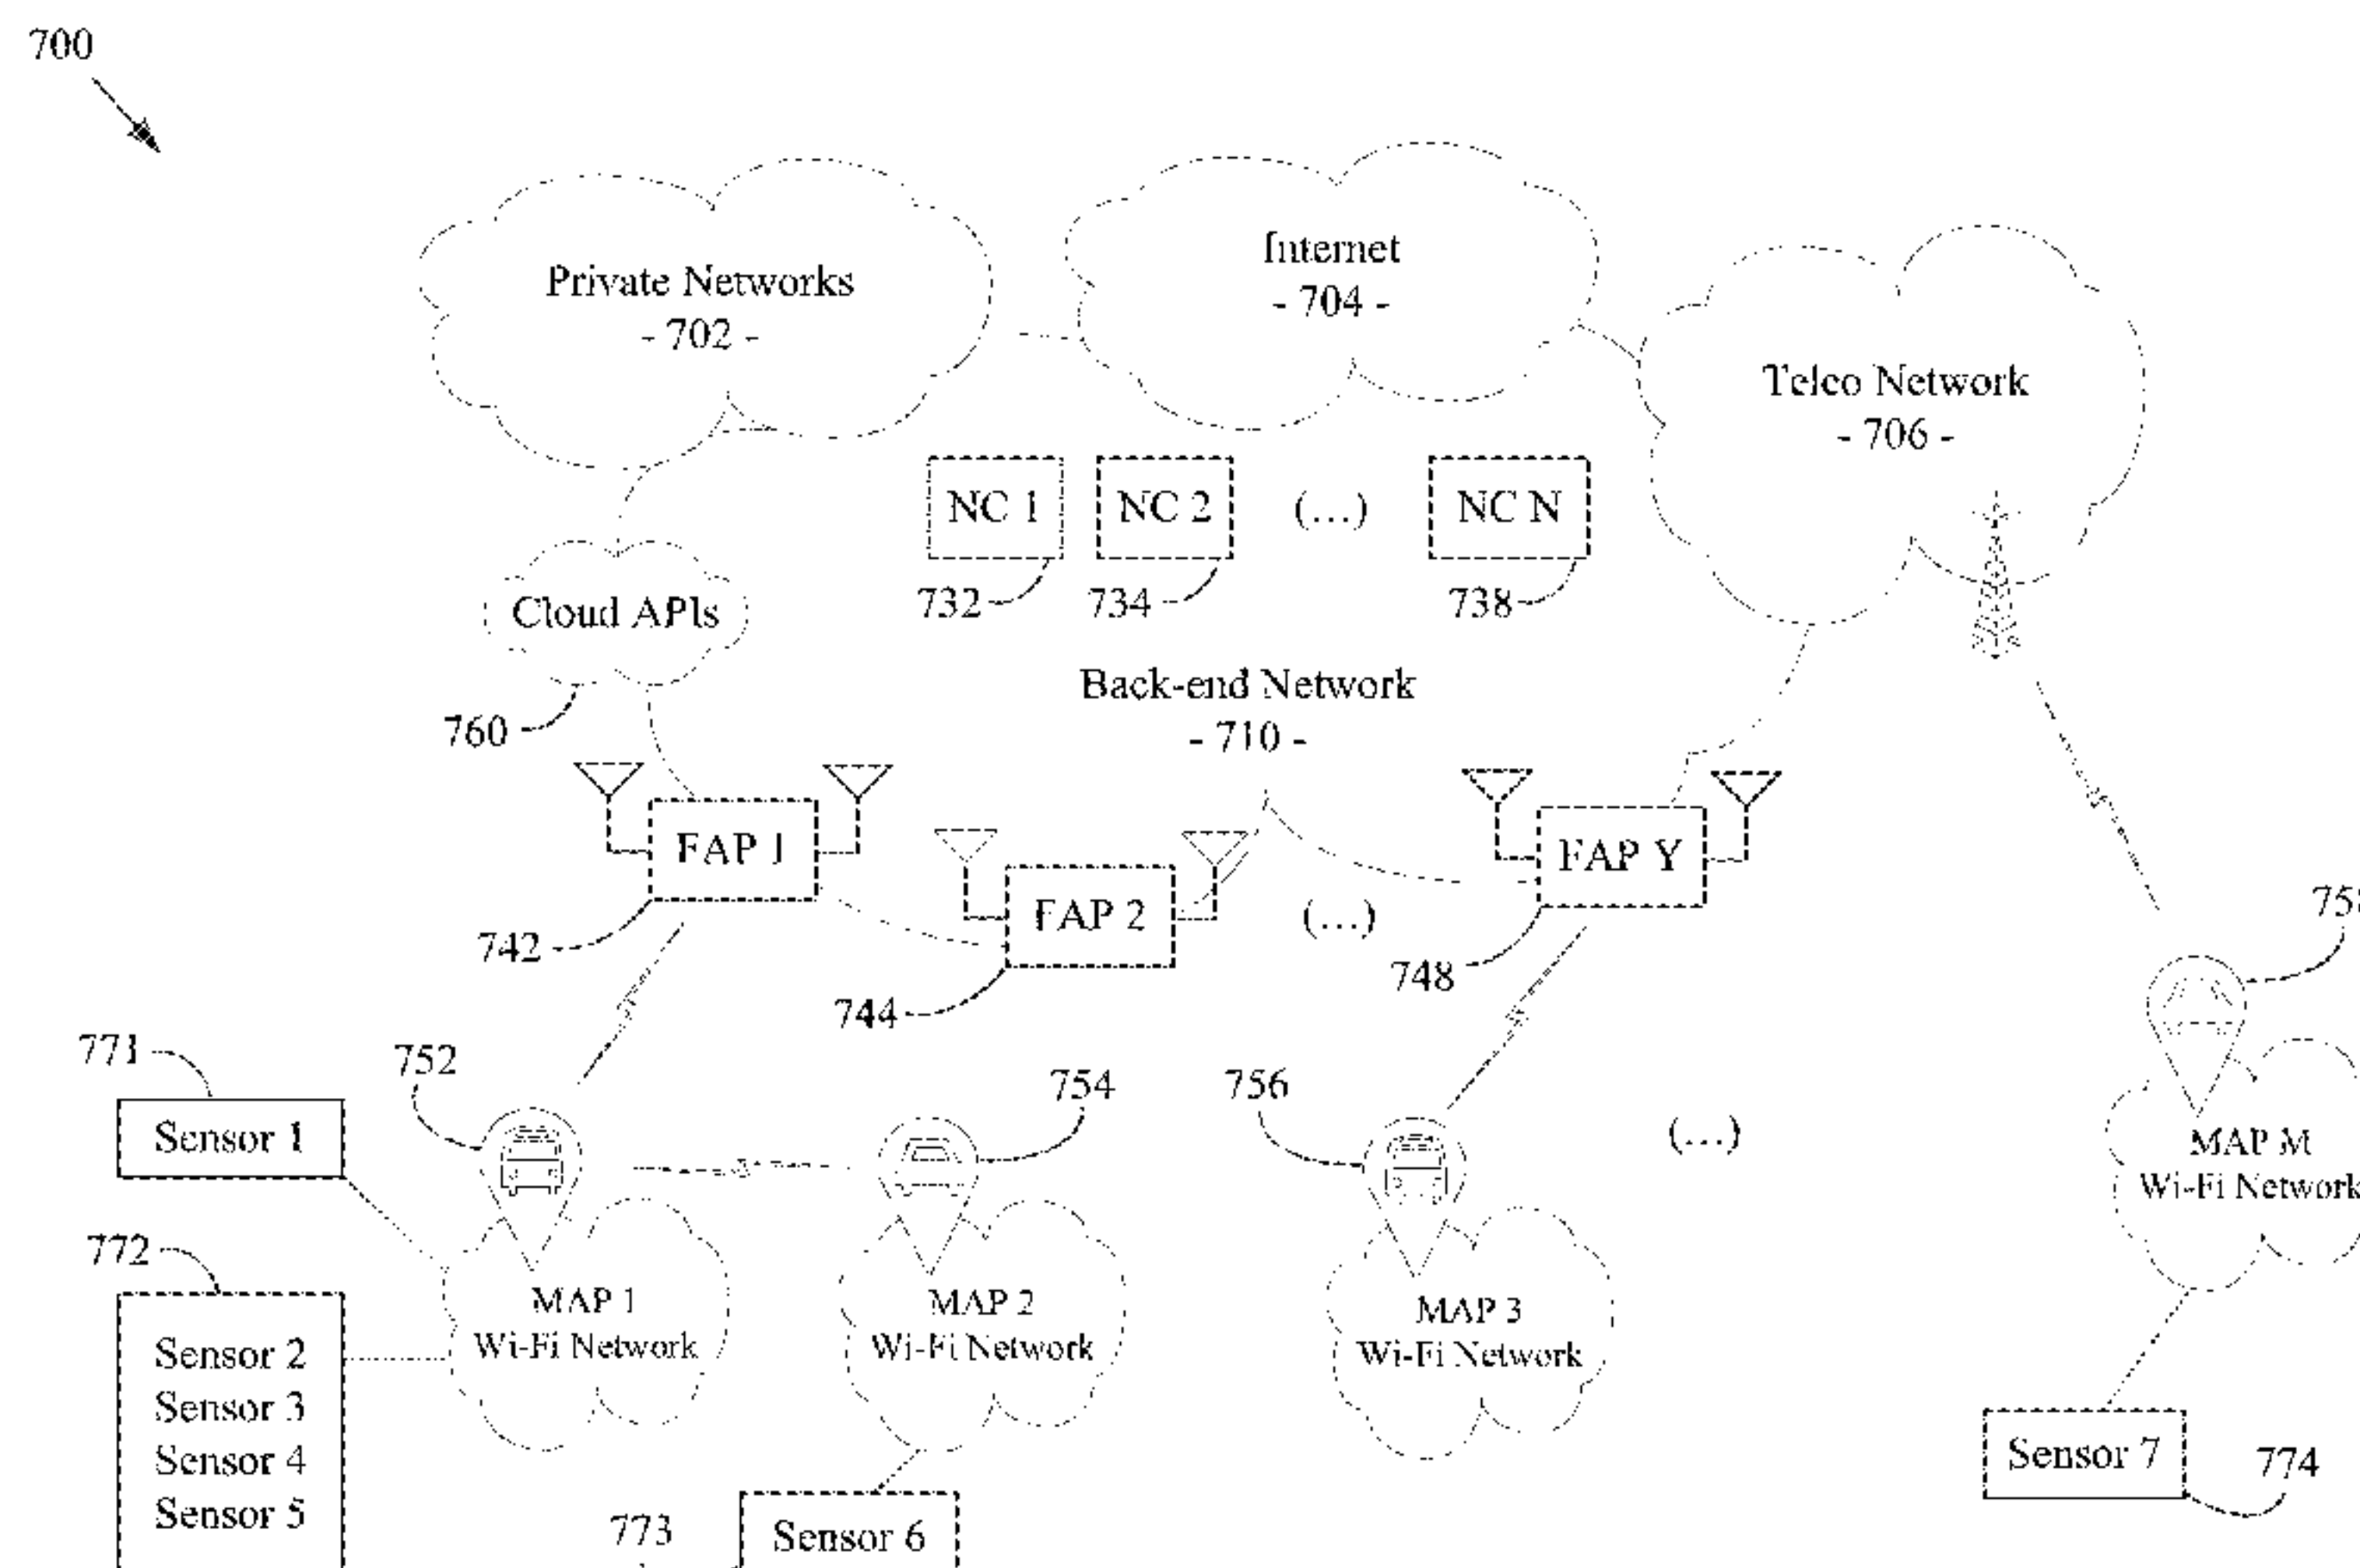 700
Private Networks
- 702 -
Internet
- 704 -
Telco Network
- 706 -
NC 1
NC 2
(...)
NC N
732
734
738
Cloud APIs
760
Back-end Network
- 710 -
FAP 1
FAP 2
(...)
FAP Y
742
744
748
758
771
752
754
756
Sensor 1
(...)
MAP M
Wi-Fi Network
772
MAP 1
Wi-Fi Network
MAP 2
Wi-Fi Network
MAP 3
Wi-Fi Network
Sensor 2
Sensor 3
Sensor 4
Sensor 5
773
Sensor 6
Sensor 7
774